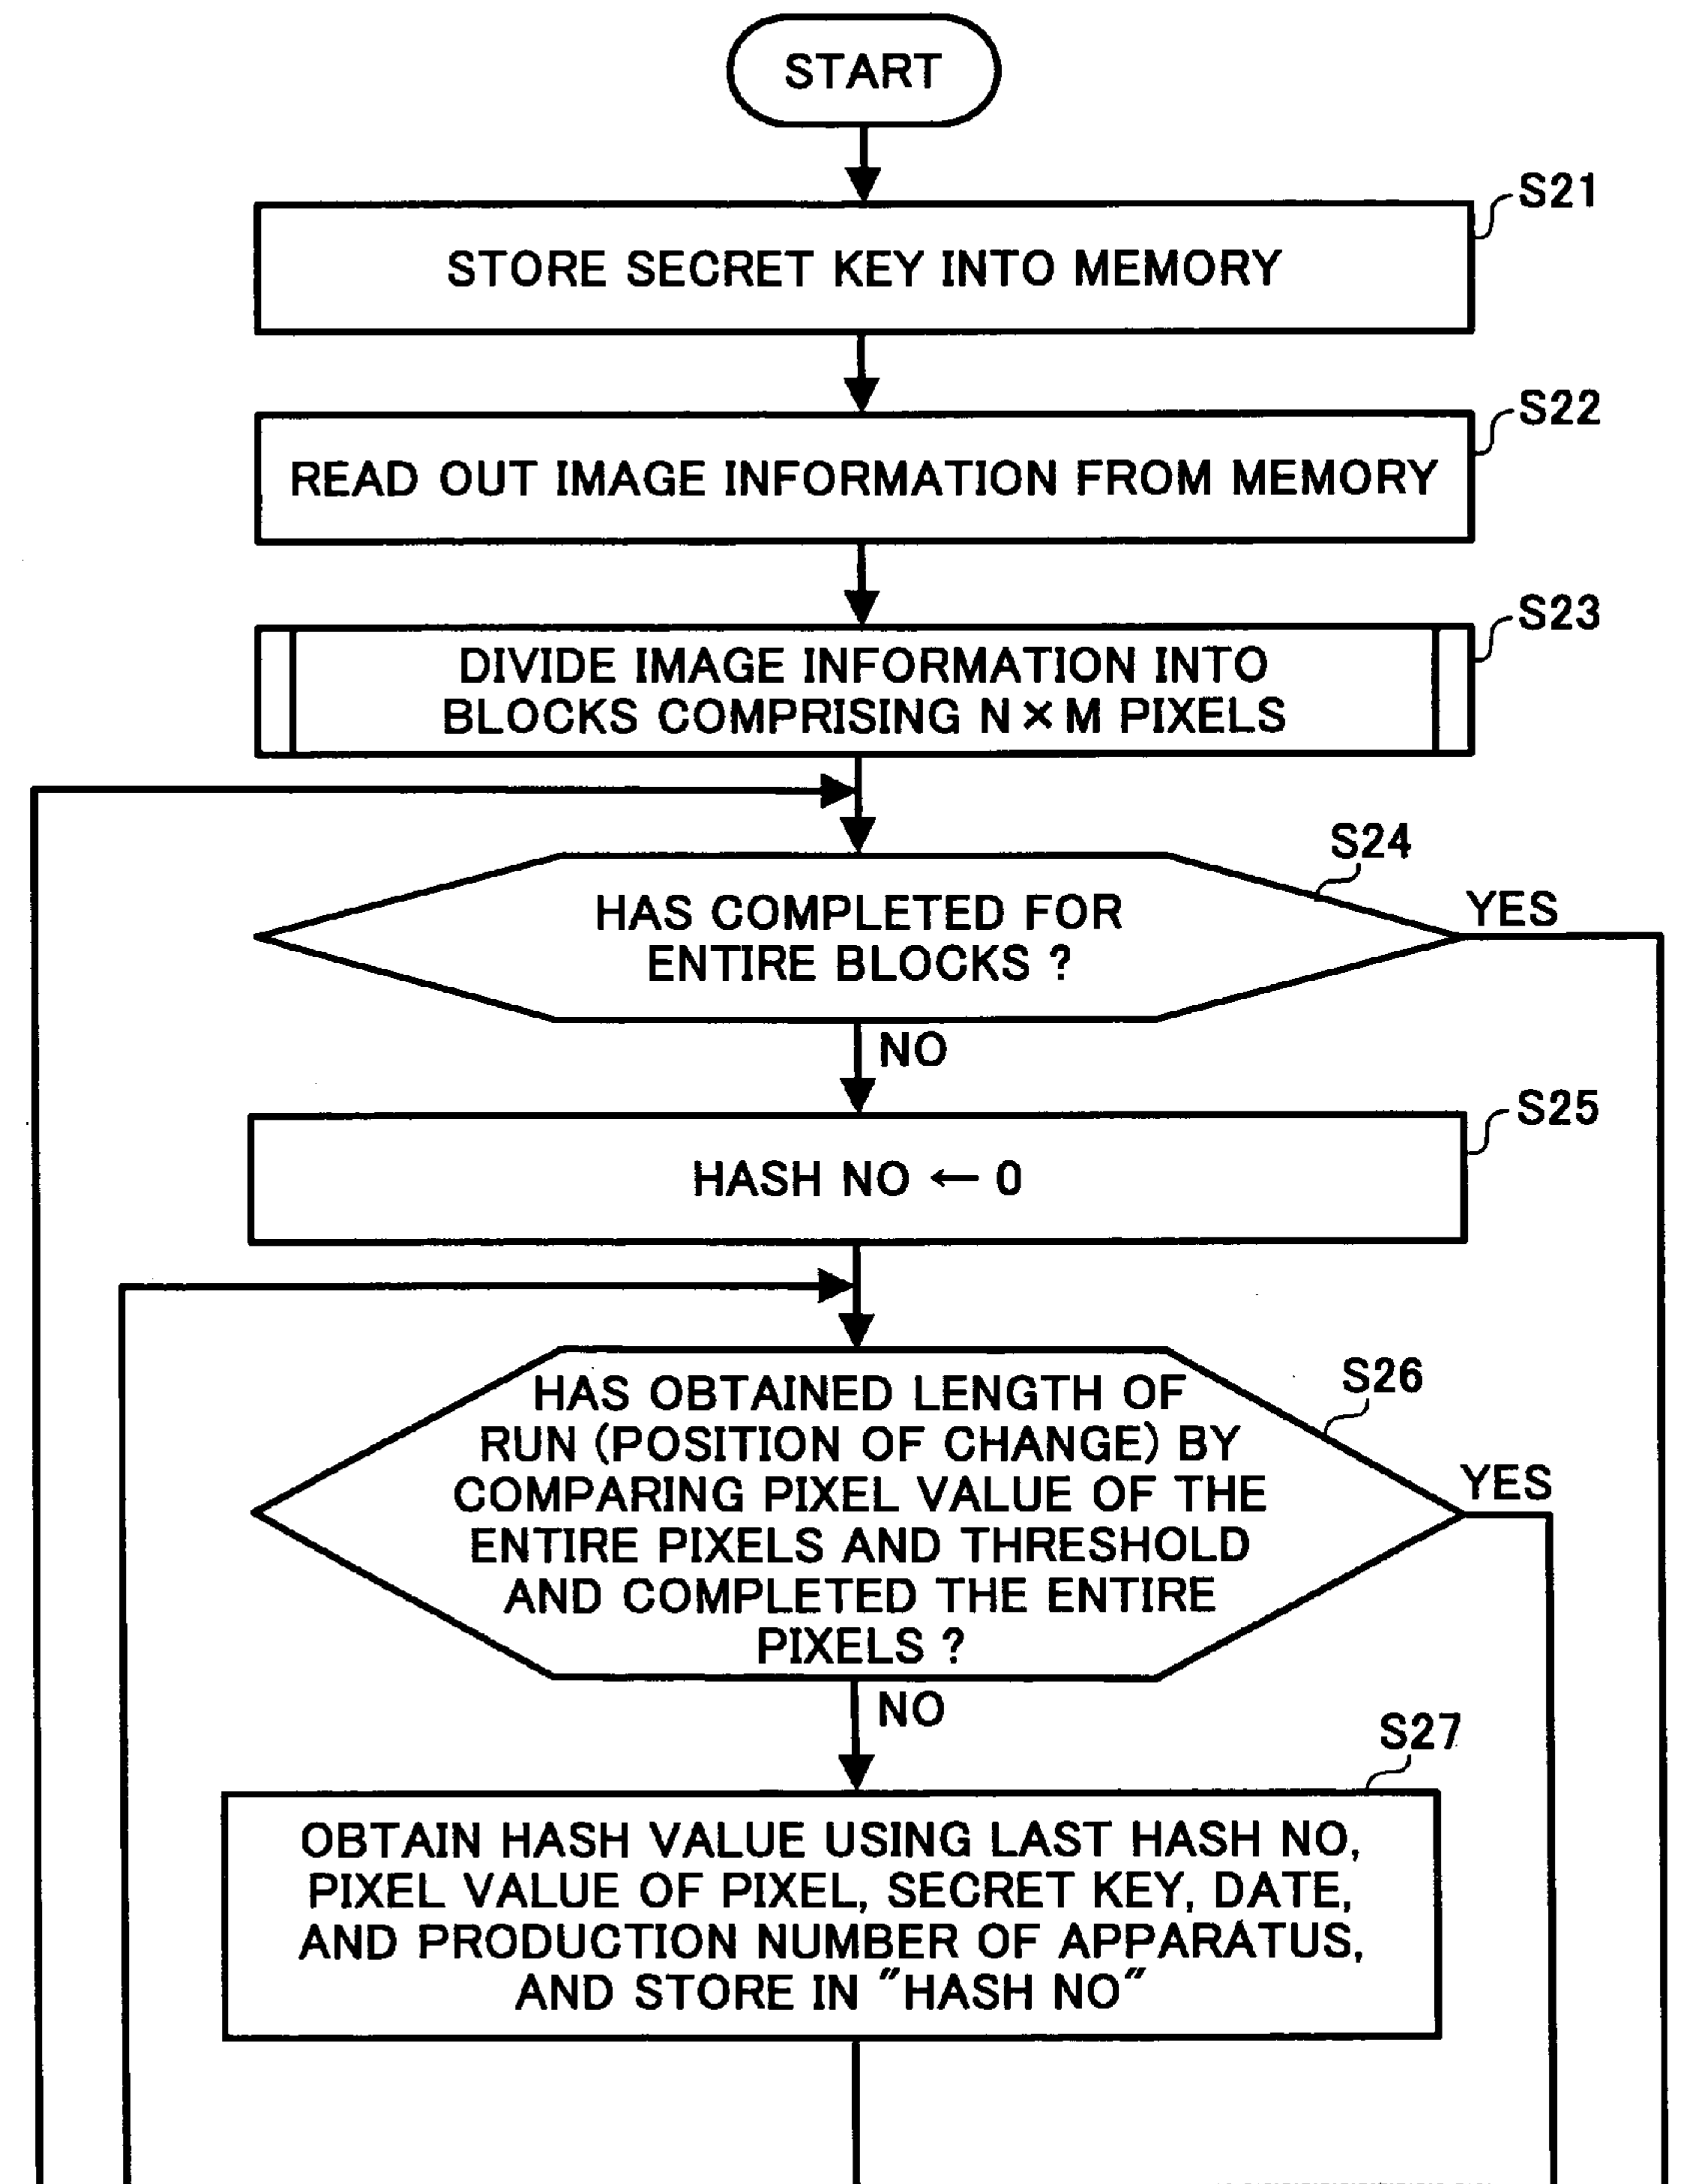 START
S21
STORE SECRET KEY INTO MEMORY
S22
READ OUT IMAGE INFORMATION FROM MEMORY
S23
DIVIDE IMAGE INFORMATION INTO
BLOCKS COMPRISING N×M PIXELS
S24
HAS COMPLETED FOR
ENTIRE BLOCKS ?
YES
NO
S25
HASH NO ← 0
S26
HAS OBTAINED LENGTH OF
RUN (POSITION OF CHANGE) BY
COMPARING PIXEL VALUE OF THE
ENTIRE PIXELS AND THRESHOLD
AND COMPLETED THE ENTIRE
PIXELS ?
YES
NO
S27
OBTAIN HASH VALUE USING LAST HASH NO,
PIXEL VALUE OF PIXEL, SECRET KEY, DATE,
AND PRODUCTION NUMBER OF APPARATUS,
AND STORE IN "HASH NO"